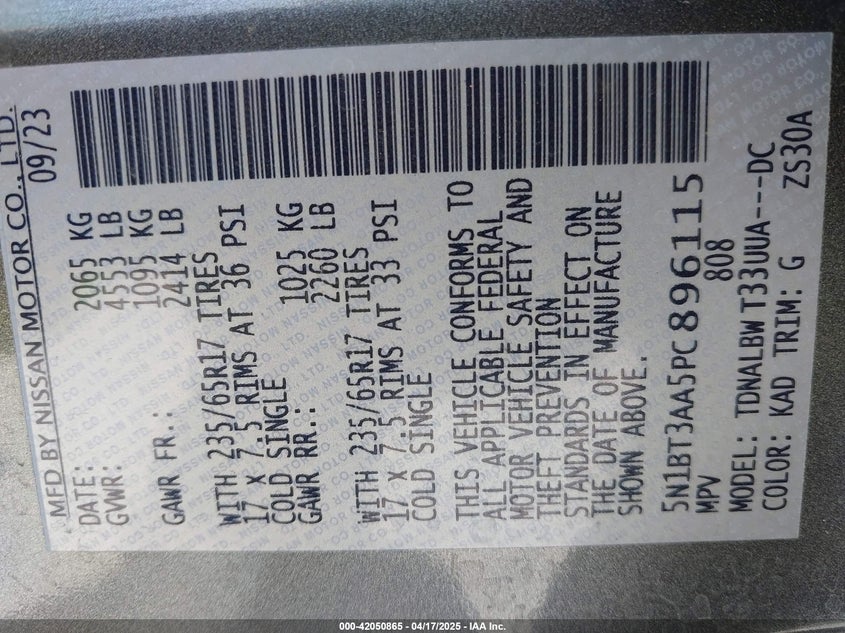 MFD BY NISSAN MOTOR CO., LTD.
DATE: 09/23
GVWR: 2065 KG
4553 LB
GAWR FR.: 1095 KG
2414 LB
WITH 235/65R17 TIRES
17 X 7.5 RIMS AT 36 PSI
COLD SINGLE
GAWR RR.: 1025 KG
2260 LB
WITH 235/65R17 TIRES
17 X 7.5 RIMS AT 33 PSI
COLD SINGLE
THIS VEHICLE CONFORMS TO
ALL APPLICABLE FEDERAL
MOTOR VEHICLE SAFETY AND
THEFT PREVENTION
STANDARDS IN EFFECT ON
THE DATE OF MANUFACTURE
SHOWN ABOVE..
5N1BT3AA5PC896115
MPV 808
MODEL: TDNALBW T33UUA---DC
COLOR: KAD TRIM: G ZS30A
000-42050865 - 04/17/2025 - IAA Inc.